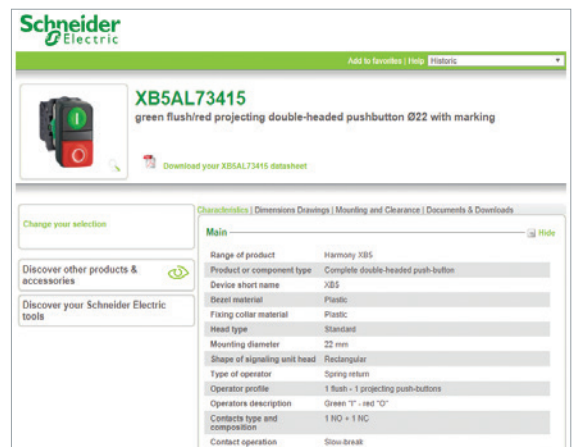 Schneider
Electric
Add to favorites | Help Historic
XB5AL73415
green flush/red projecting double-headed pushbutton Ø22 with marking
I
O
Download your XB5AL73415 datasheet
Change your selection
Discover other products &
accessories
Discover your Schneider Electric
tools
Characteristics | Dimensions Drawings | Mounting and Clearance | Documents & Downloads
Main Hide
Range of product Harmony XB5
Product or component type Complete double-headed push-button
Device short name XB5
Bezel material Plastic
Fixing collar material Plastic
Head type Standard
Mounting diameter 22 mm
Shape of signaling unit head Rectangular
Type of operator Spring return
Operator profile 1 flush - 1 projecting push-buttons
Operators description Green "I" - red "O"
Contacts type and 1 NO + 1 NC
composition
Contact operation Slow-break